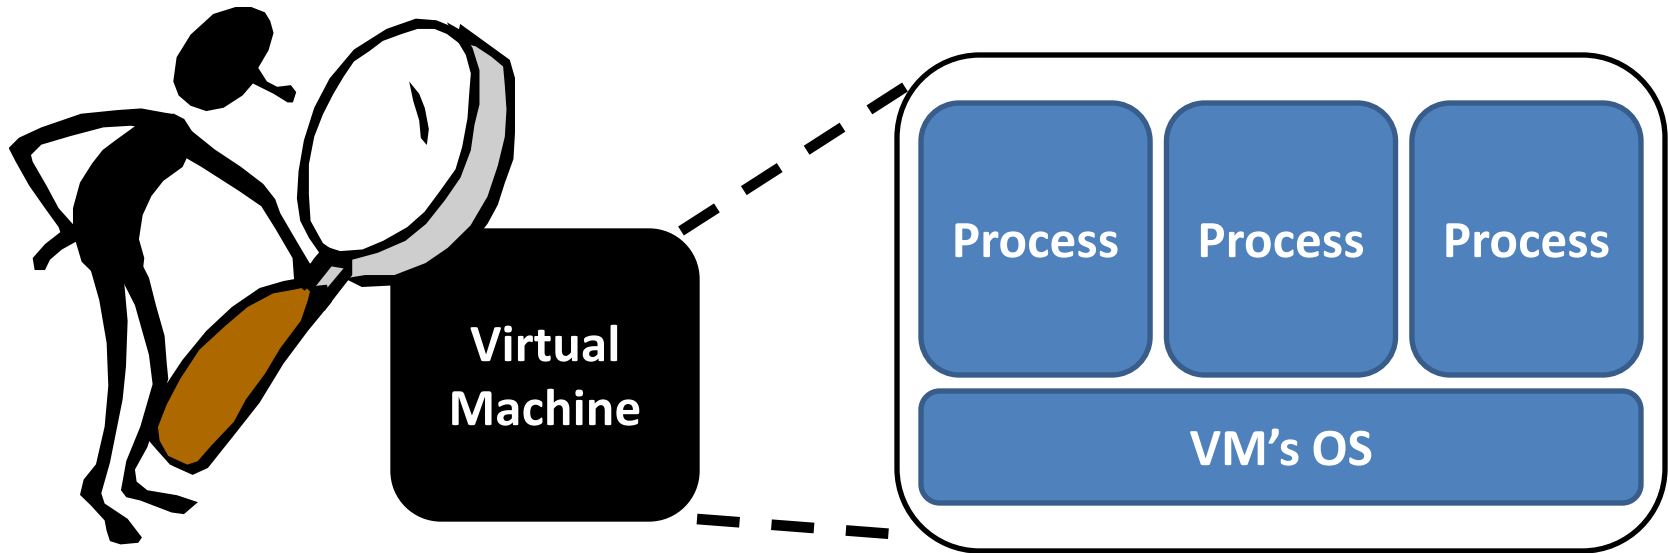 Virtual
Machine
Process
Process
Process
VM’s OS